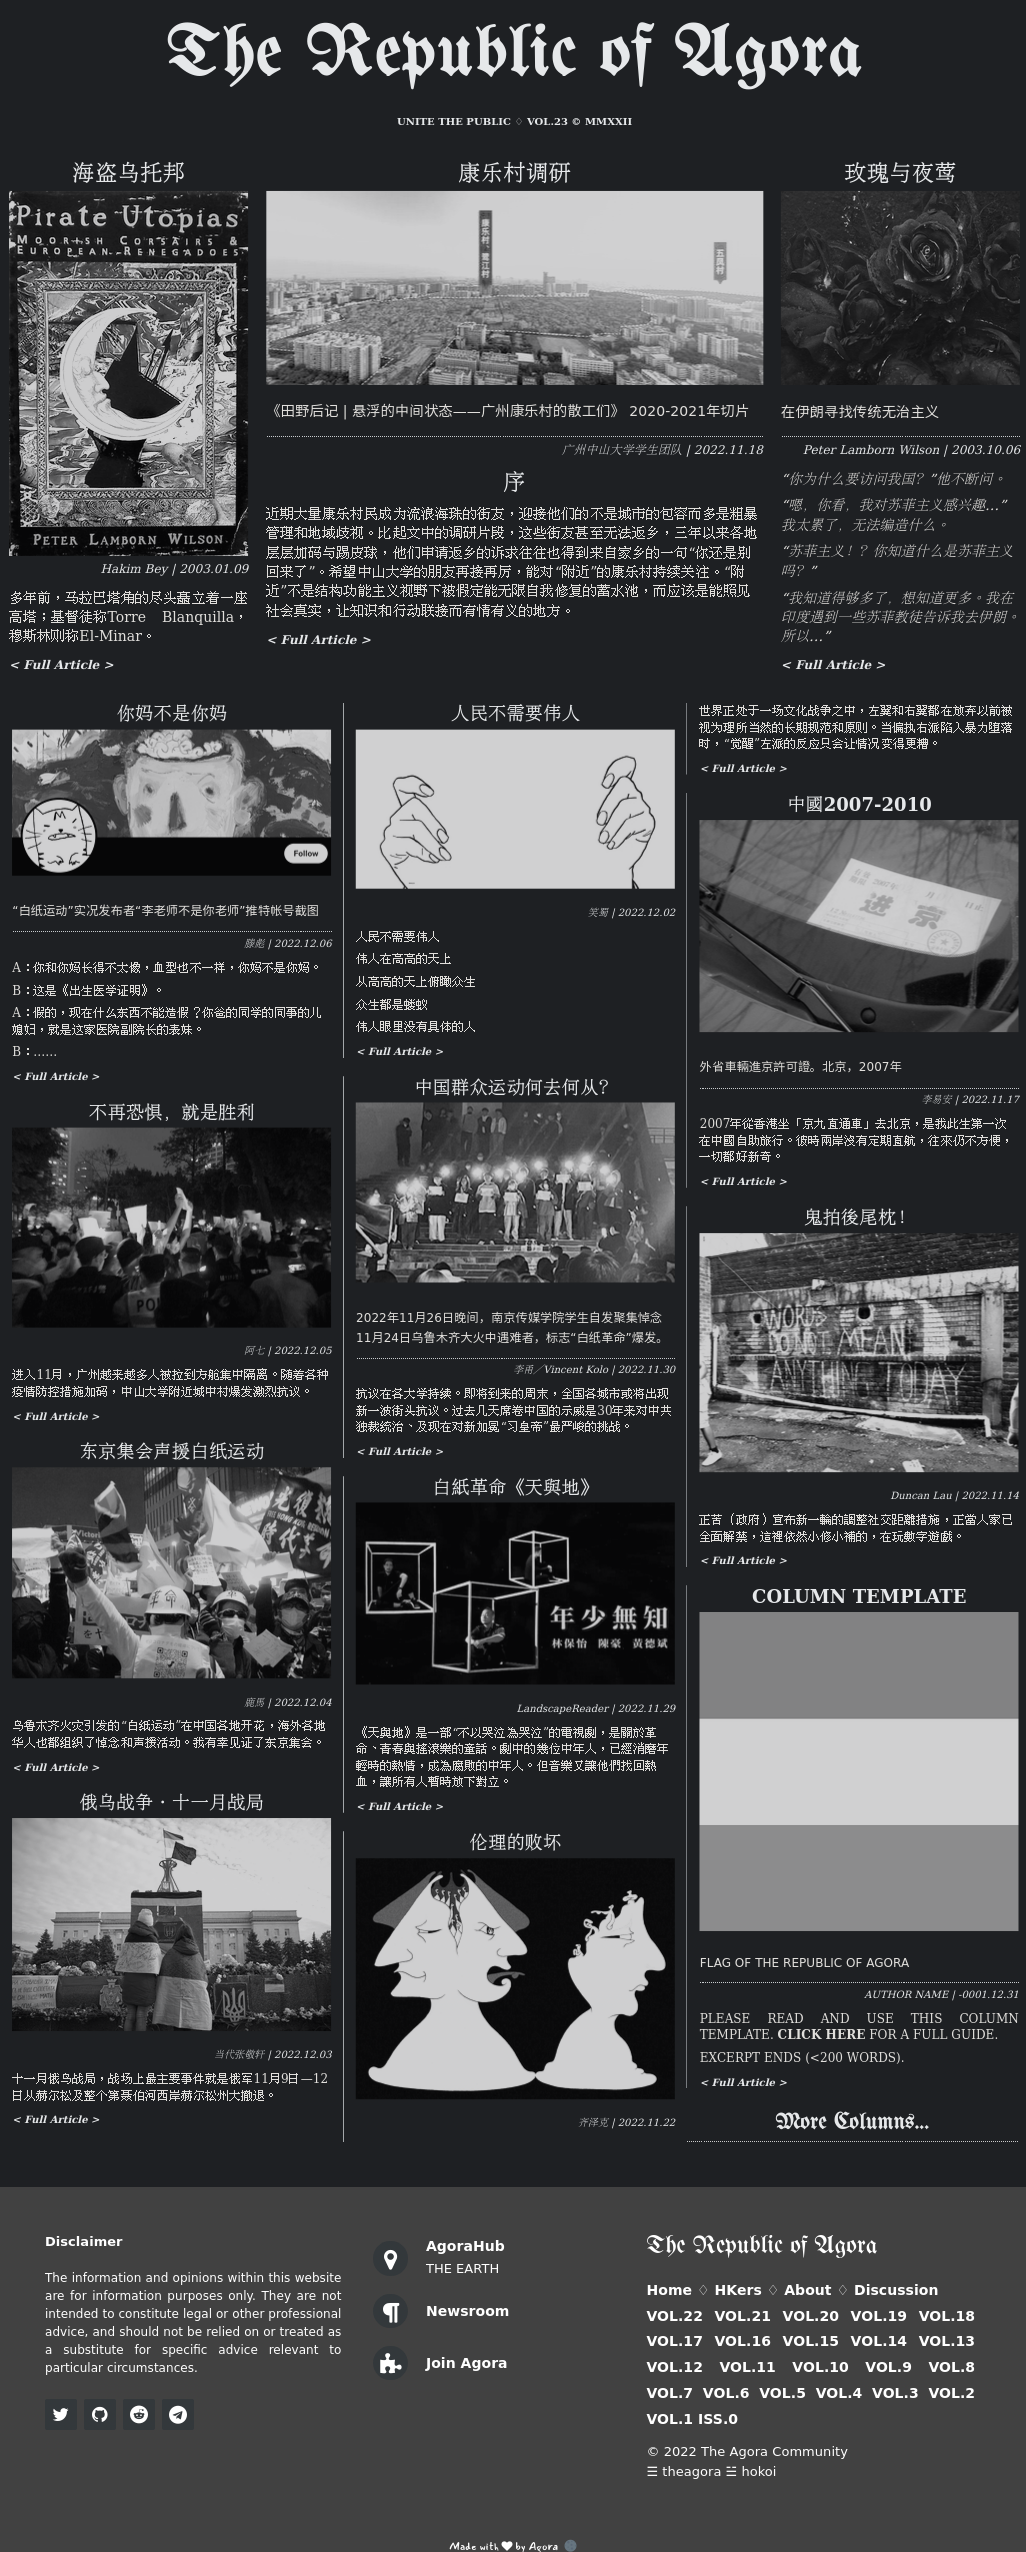 The Republic of Agora
UNITE THE PUBLIC ♢ VOL.23 © MMXXII
海盗乌托邦
Pirate Utopias
MOORISH CORSAIRS &
EUROPEAN RENEGADOES
PETER LAMBORN WILSON.
Hakim Bey | 2003.01.09
多年前，马拉巴塔角的尽头矗立着一座
高塔；基督徒称Torre Blanquilla，
穆斯林则称El-Minar。
< Full Article >
康乐村调研
康乐村、鹭江村
五凤村
《田野后记 | 悬浮的中间状态——广州康乐村的散工们》 2020-2021年切片
广州中山大学学生团队 | 2022.11.18
序
近期大量康乐村民成为流浪海珠的街友，迎接他们的不是城市的包容而多是粗暴
管理和地域歧视。比起文中的调研片段，这些街友甚至无法返乡，三年以来各地
层层加码与踢皮球，他们申请返乡的诉求往往也得到来自家乡的一句“你还是别
回来了”。希望中山大学的朋友再接再厉，能对“附近”的康乐村持续关注。“附
近”不是结构功能主义视野下被假定能无限自我修复的蓄水池，而应该是能照见
社会真实，让知识和行动联接而有情有义的地方。
< Full Article >
玫瑰与夜莺
在伊朗寻找传统无治主义
Peter Lamborn Wilson | 2003.10.06
“你为什么要访问我国？”他不断问。
“嗯，你看，我对苏菲主义感兴趣…”
我太累了，无法编造什么。
“苏菲主义！？你知道什么是苏菲主义
吗？”
“我知道得够多了，想知道更多。我在
印度遇到一些苏菲教徒告诉我去伊朗。
所以…”
< Full Article >
你妈不是你妈
Follow
“白纸运动”实况发布者“李老师不是你老师”推特帐号截图
滕彪 | 2022.12.06
A：你和你妈长得不太像，血型也不一样，你妈不是你妈。
B：这是《出生医学证明》。
A：假的，现在什么东西不能造假？你爸的同学的同事的儿
媳妇，就是这家医院副院长的表妹。
B：……
< Full Article >
不再恐惧，就是胜利
阿七 | 2022.12.05
进入11月，广州越来越多人被拉到方舱集中隔离。随着各种
疫情防控措施加码，中山大学附近城中村爆发激烈抗议。
< Full Article >
东京集会声援白纸运动
鹿馬 | 2022.12.04
乌鲁木齐火灾引发的“白纸运动”在中国各地开花，海外各地
华人也都组织了悼念和声援活动。我有幸见证了东京集会。
< Full Article >
俄乌战争·十一月战局
当代张敬轩 | 2022.12.03
十一月俄乌战局，战场上最主要事件就是俄军11月9日—12
日从赫尔松及整个第聂伯河西岸赫尔松州大撤退。
< Full Article >
人民不需要伟人
笑蜀 | 2022.12.02
人民不需要伟人
伟人在高高的天上
从高高的天上俯瞰众生
众生都是蝼蚁
伟人眼里没有具体的人
< Full Article >
中国群众运动何去何从？
2022年11月26日晚间，南京传媒学院学生自发聚集悼念
11月24日乌鲁木齐大火中遇难者，标志“白纸革命”爆发。
李甬／Vincent Kolo | 2022.11.30
抗议在各大学持续。即将到来的周末，全国各城市或将出现
新一波街头抗议。过去几天席卷中国的示威是30年来对中共
独裁统治、及现在对新加冕“习皇帝”最严峻的挑战。
< Full Article >
白紙革命《天與地》
年少無知
林保怡 陳豪 黃德斌
LandscapeReader | 2022.11.29
《天與地》是一部“不以哭泣為哭泣”的電視劇，是關於革
命、青春與搖滾樂的童話。劇中的幾位中年人，已經消磨年
輕時的熱情，成為腐敗的中年人。但音樂又讓他們找回熱
血，讓所有人暫時放下對立。
< Full Article >
伦理的败坏
齐泽克 | 2022.11.22
世界正处于一场文化战争之中，左翼和右翼都在放弃以前被
视为理所当然的长期规范和原则。当偏执右派陷入暴力堕落
时，“觉醒”左派的反应只会让情况变得更糟。
< Full Article >
中國2007-2010
進京
外省車輛進京許可證。北京，2007年
李易安 | 2022.11.17
2007年從香港坐「京九直通車」去北京，是我此生第一次
在中國自助旅行。彼時兩岸沒有定期直航，往來仍不方便，
一切都好新奇。
< Full Article >
鬼拍後尾枕！
Duncan Lau | 2022.11.14
正苦（政府）宣布新一輪的調整社交距離措施，正當人家已
全面解禁，這裡依然小修小補的，在玩數字遊戲。
< Full Article >
COLUMN TEMPLATE
FLAG OF THE REPUBLIC OF AGORA
AUTHOR NAME | -0001.12.31
PLEASE READ AND USE THIS COLUMN
TEMPLATE. CLICK HERE FOR A FULL GUIDE.
EXCERPT ENDS (<200 WORDS).
< Full Article >
More Columns...
Disclaimer
The information and opinions within this website
are for information purposes only. They are not
intended to constitute legal or other professional
advice, and should not be relied on or treated as
a substitute for specific advice relevant to
particular circumstances.
AgoraHub
THE EARTH
Newsroom
Join Agora
The Republic of Agora
Home ♢ HKers ♢ About ♢ Discussion
VOL.22 VOL.21 VOL.20 VOL.19 VOL.18
VOL.17 VOL.16 VOL.15 VOL.14 VOL.13
VOL.12 VOL.11 VOL.10 VOL.9 VOL.8
VOL.7 VOL.6 VOL.5 VOL.4 VOL.3 VOL.2
VOL.1 ISS.0
© 2022 The Agora Community
☰ theagora ☱ hokoi
Made with ♥ by Agora